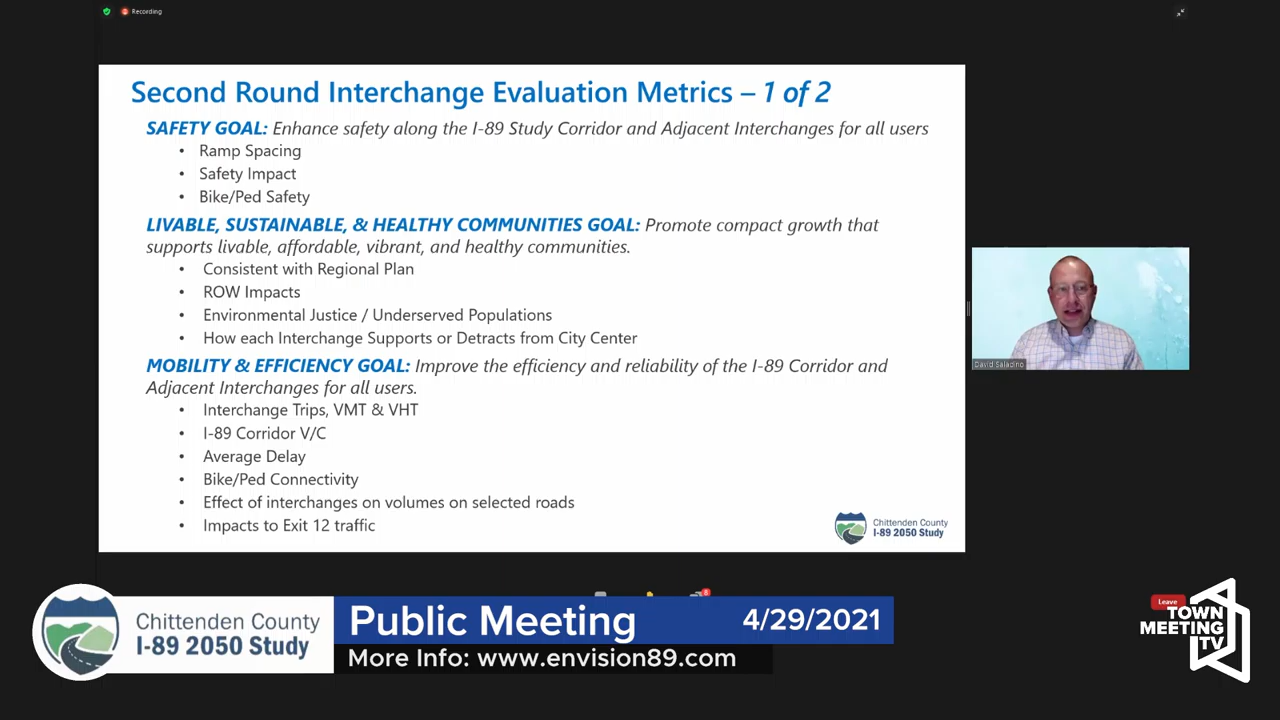 Recording
Second Round Interchange Evaluation Metrics – 1 of 2
SAFETY GOAL: Enhance safety along the I-89 Study Corridor and Adjacent Interchanges for all users
• Ramp Spacing
• Safety Impact
• Bike/Ped Safety
LIVABLE, SUSTAINABLE, & HEALTHY COMMUNITIES GOAL: Promote compact growth that
supports livable, affordable, vibrant, and healthy communities.
• Consistent with Regional Plan
• ROW Impacts
• Environmental Justice / Underserved Populations
• How each Interchange Supports or Detracts from City Center
MOBILITY & EFFICIENCY GOAL: Improve the efficiency and reliability of the I-89 Corridor and
Adjacent Interchanges for all users.
• Interchange Trips, VMT & VHT
• I-89 Corridor V/C
• Average Delay
• Bike/Ped Connectivity
• Effect of interchanges on volumes on selected roads
• Impacts to Exit 12 traffic
Chittenden County
I-89 2050 Study
David Saladino
Chittenden County
I-89 2050 Study
Public Meeting 4/29/2021
More Info: www.envision89.com
Leave
TOWN
MEETING
TV